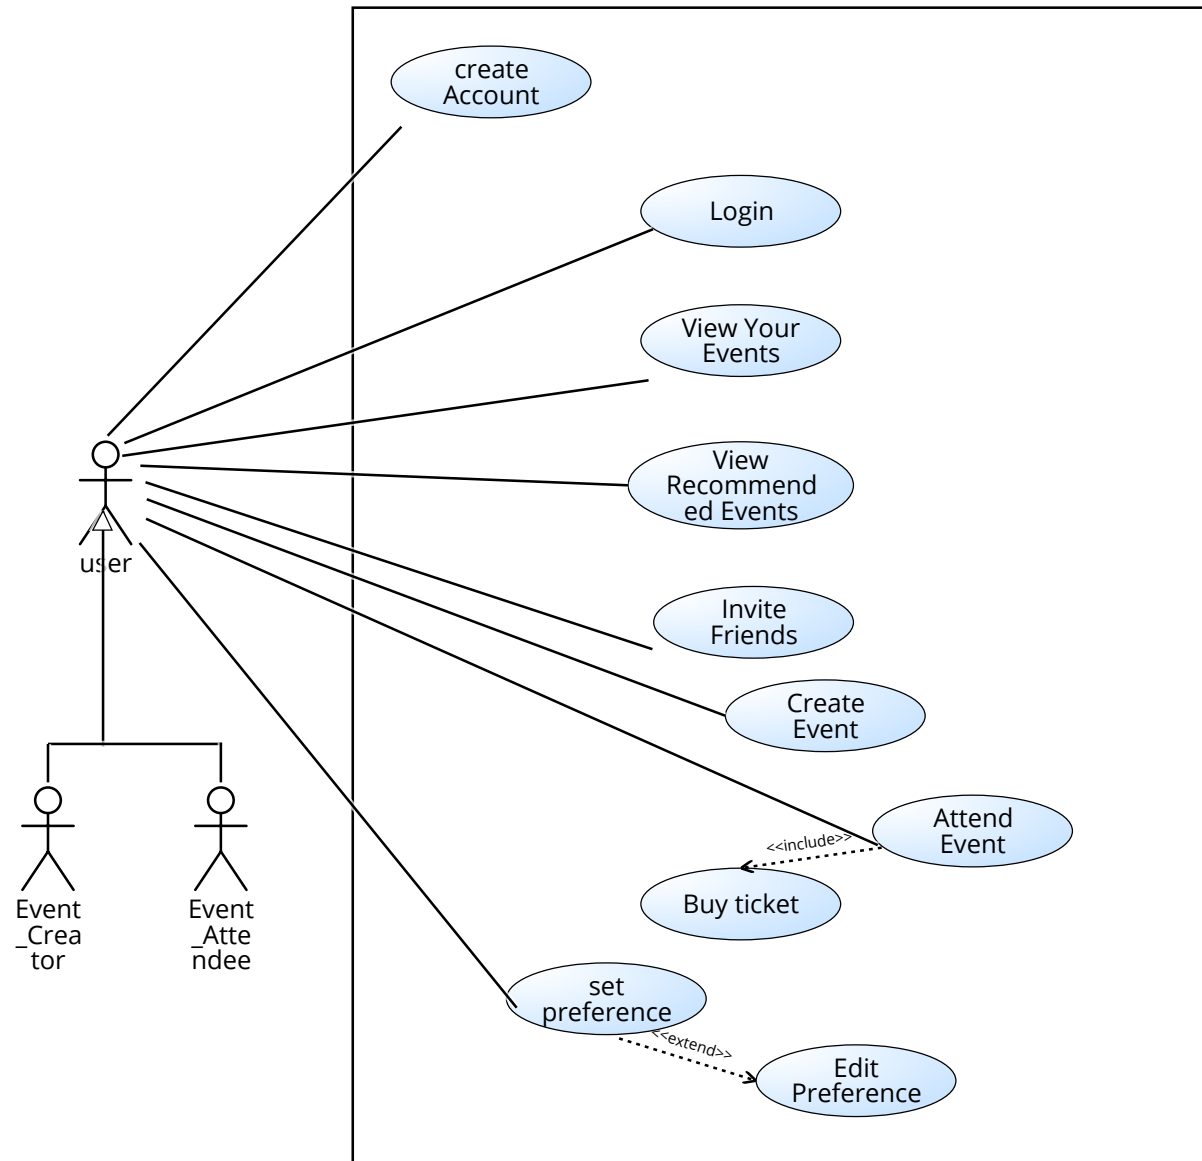 create
Account
Login
View Your
Events
View
Recommend
ed Events
user
Invite
Friends
Create
Event
Attend
Event
<<include>>
Buy ticket
Event
_Crea
tor
Event
_Atte
ndee
set
preference
<<extend>>
Edit
Preference